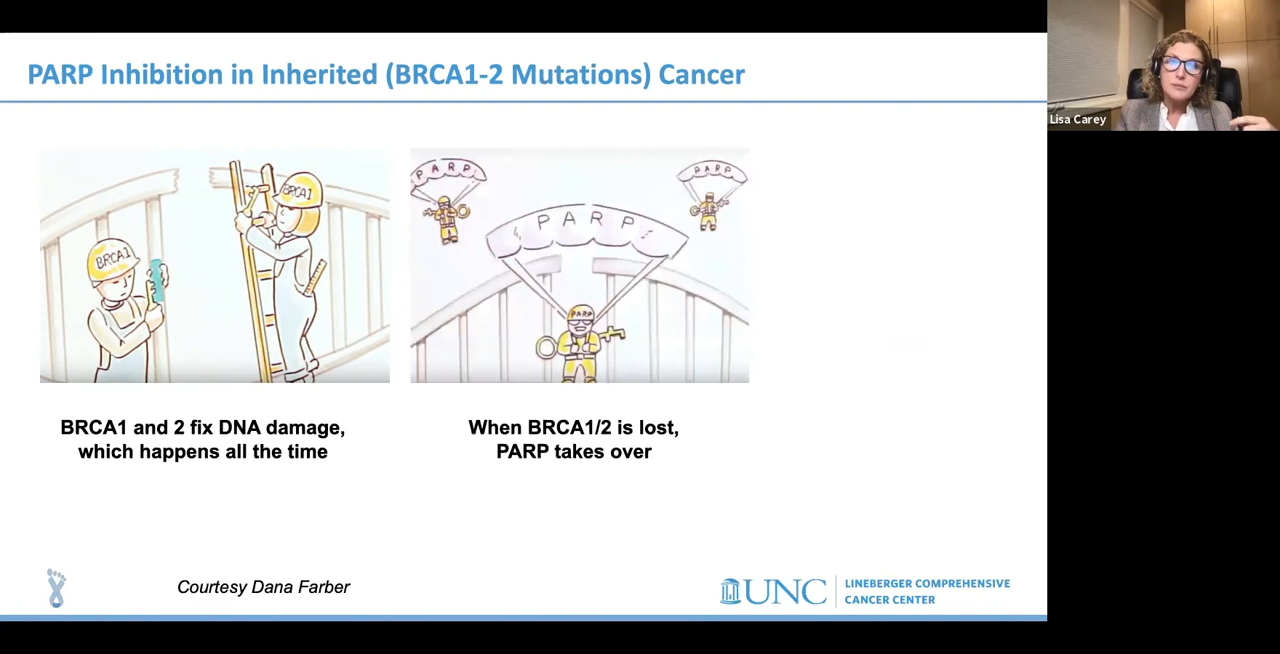 PARP Inhibition in Inherited (BRCA1-2 Mutations) Cancer
Lisa Carey
BRCA1
BRCA1
PARP
PARP
PARP
PARP
BRCA1 and 2 fix DNA damage,
which happens all the time
When BRCA1/2 is lost,
PARP takes over
Courtesy Dana Farber
UNC
LINEBERGER COMPREHENSIVE
CANCER CENTER